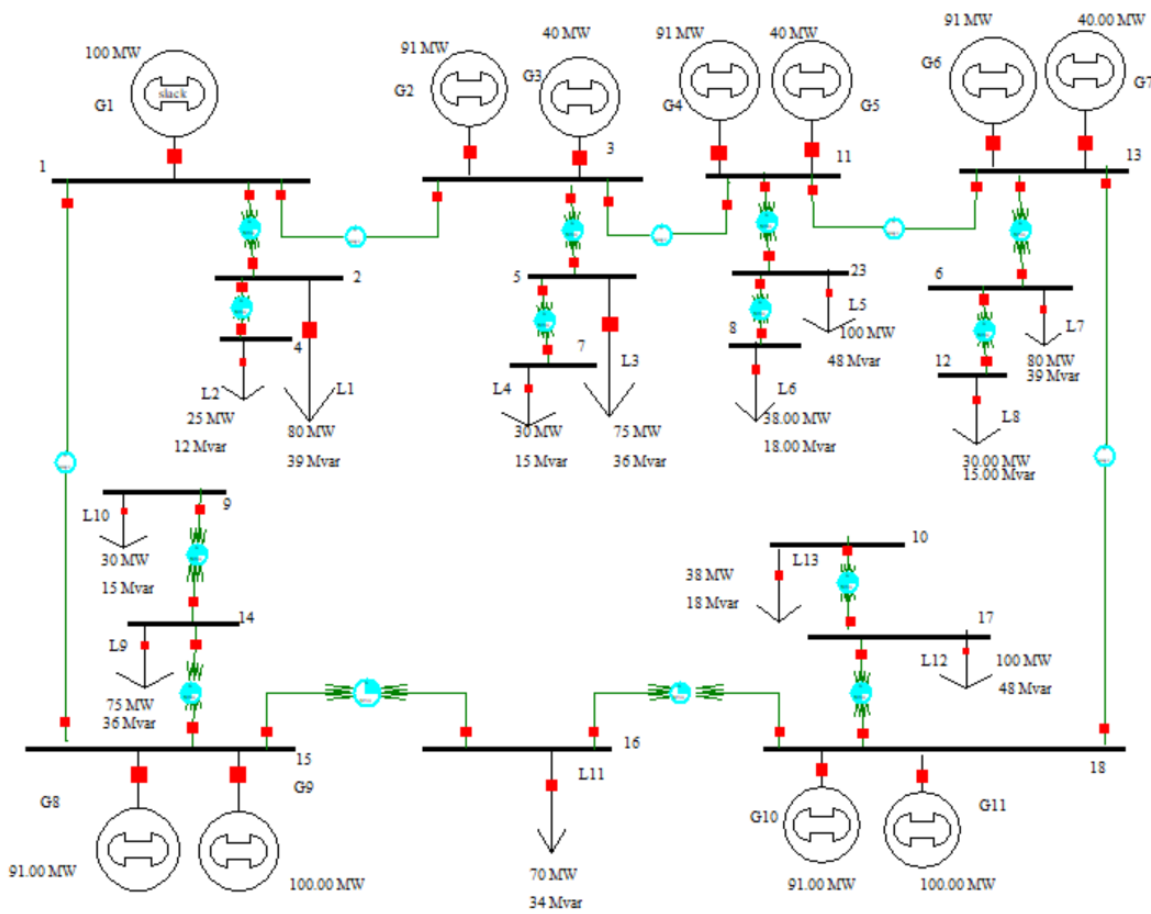 100 MW
slack
G1
1
91 MW
G2
40 MW
G3
3
91 MW
G4
40 MW
G5
11
91 MW
G6
40.00 MW
G7
13
2
4
L2
25 MW
12 Mvar
L1
80 MW
39 Mvar
5
7
L4
30 MW
15 Mvar
L3
75 MW
36 Mvar
23
8
L5
100 MW
48 Mvar
L6
38.00 MW
18.00 Mvar
6
12
L7
80 MW
39 Mvar
L8
30.00 MW
15.00 Mvar
9
L10
30 MW
15 Mvar
14
L9
75 MW
36 Mvar
10
L13
38 MW
18 Mvar
17
L12
100 MW
48 Mvar
15
G8
91.00 MW
G9
100.00 MW
16
L11
70 MW
34 Mvar
18
G10
91.00 MW
G11
100.00 MW